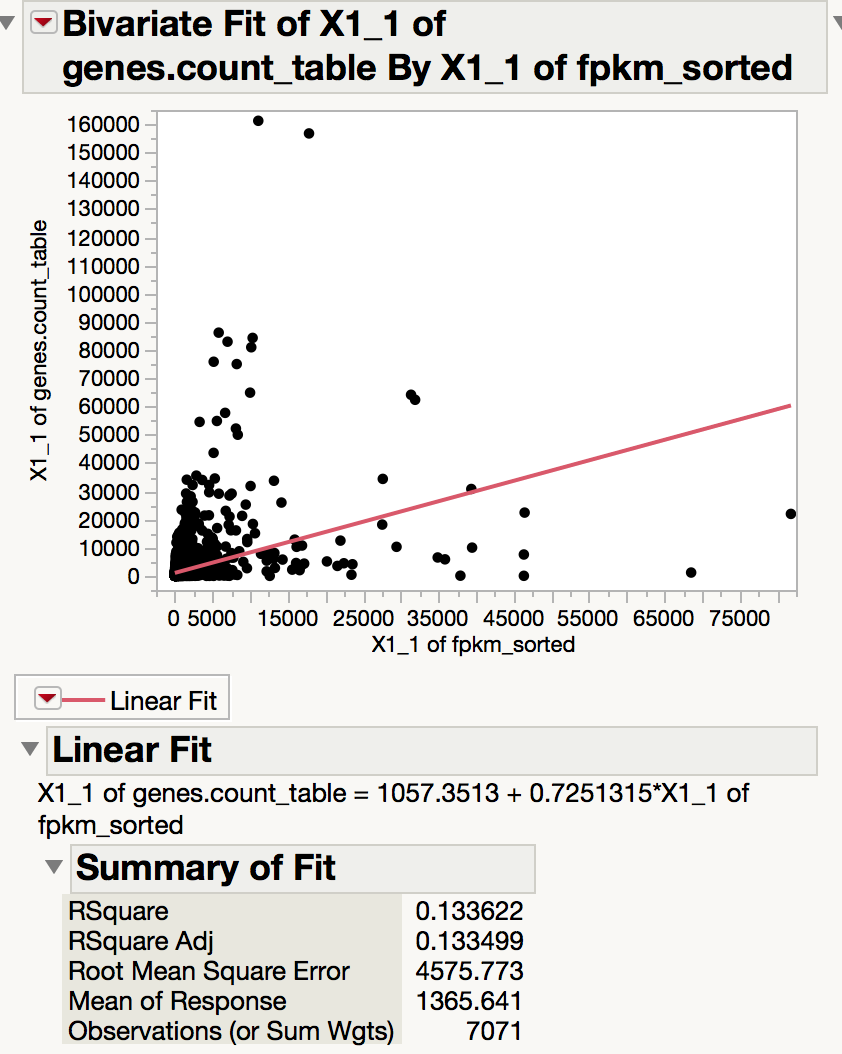 Bivariate Fit of X1_1 of
genes.count_table By X1_1 of fpkm_sorted
160000
150000
140000
130000
120000
110000
100000
90000
80000
70000
60000
50000
40000
30000
20000
10000
0
X1_1 of genes.count_table
0 5000 15000 25000 35000 45000 55000 65000 75000
X1_1 of fpkm_sorted
Linear Fit
Linear Fit
X1_1 of genes.count_table = 1057.3513 + 0.7251315*X1_1 of
fpkm_sorted
Summary of Fit
RSquare 0.133622
RSquare Adj 0.133499
Root Mean Square Error 4575.773
Mean of Response 1365.641
Observations (or Sum Wgts) 7071